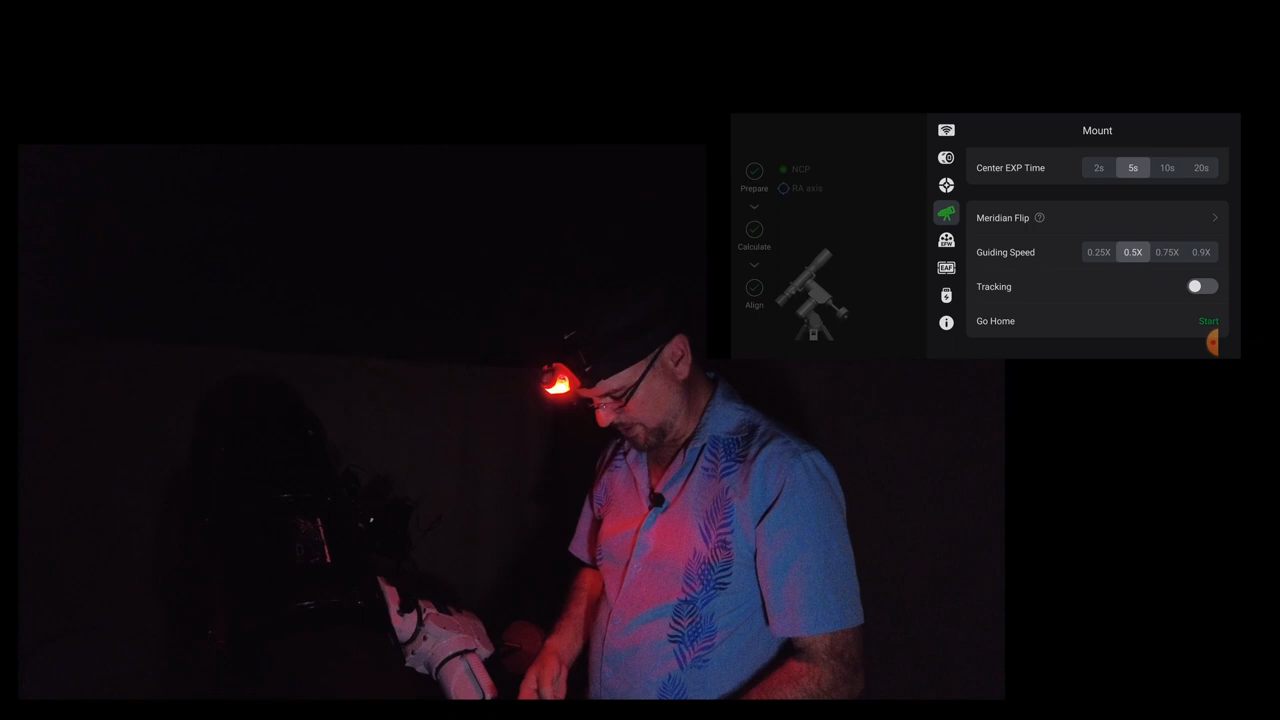 Mount
Center EXP Time 2s 5s 10s 20s
NCP
RA axis
Prepare
Calculate
Align
Meridian Flip ?
Guiding Speed 0.25X 0.5X 0.75X 0.9X
Tracking
Go Home Start
EFW
EAF